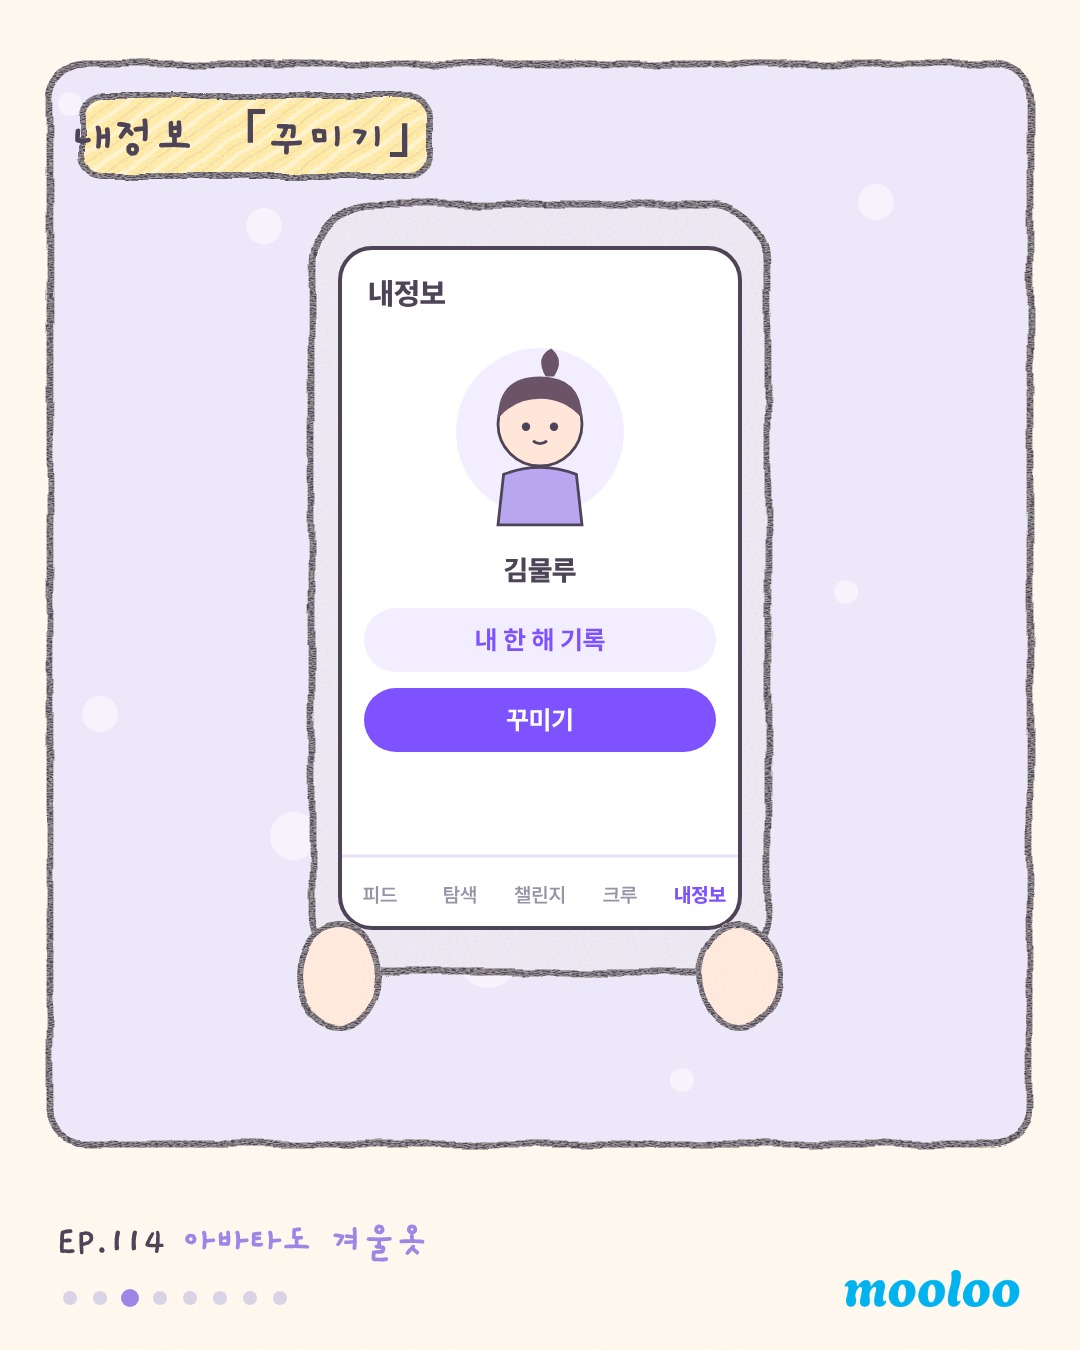 내정보 「꾸미기」
내정보
김물루
내 한 해 기록
꾸미기
피드 탐색 챌린지 크루 내정보
EP.114 아바타도 겨울옷
mooloo